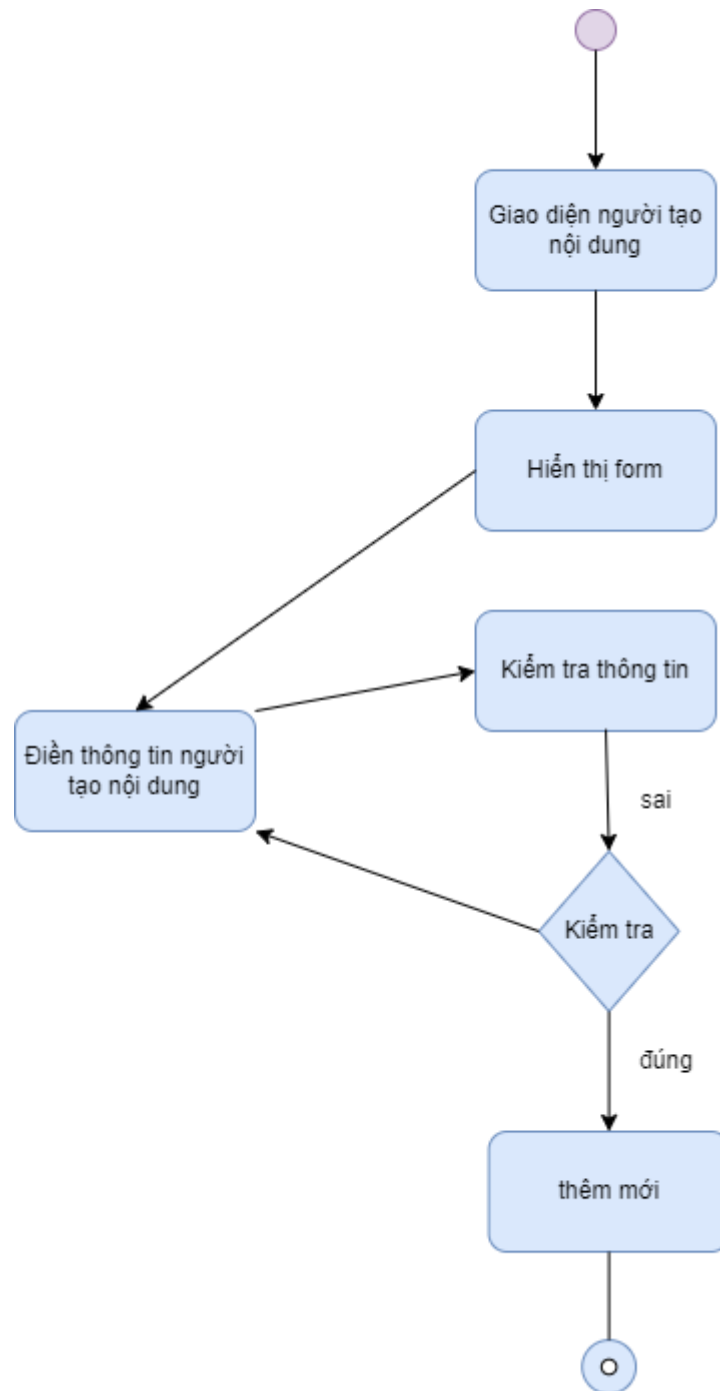 Giao diện người tạo
nội dung
Hiển thị form
Kiểm tra thông tin
Điền thông tin người
tạo nội dung
sai
Kiểm tra
đúng
thêm mới